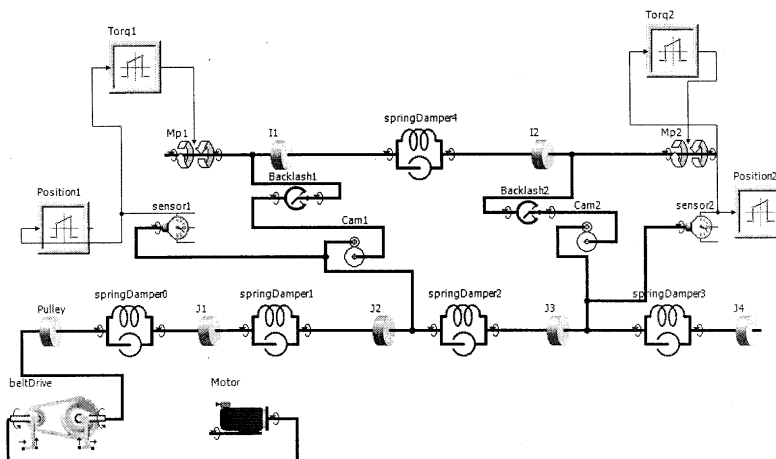 Torq1
Torq2
springDamper4
Mp1
I1
I2
Mp2
Backlash1
Backlash2
Position1
sensor1
Cam1
Cam2
sensor2
Position2
springDamper0
springDamper1
springDamper2
springDamper3
Pulley
J1
J2
J3
J4
beltDrive
Motor